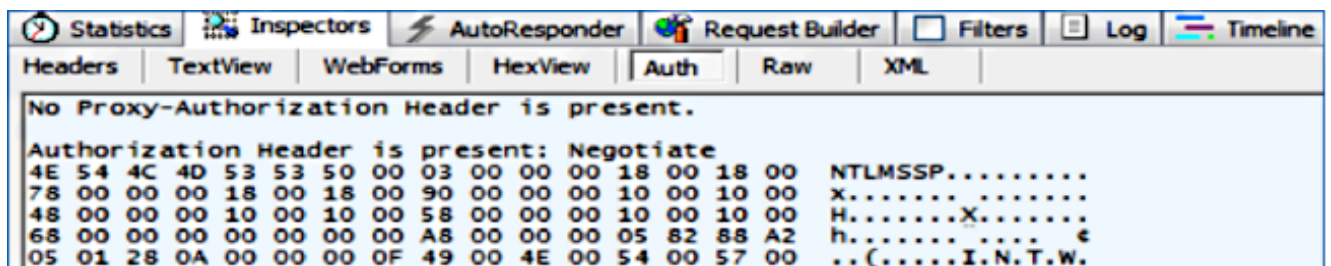 Statistics Inspectors AutoResponder Request Builder Filters Log Timeline
Headers TextView WebForms HexView Auth Raw XML
No Proxy-Authorization Header is present.
Authorization Header is present: Negotiate
4E 54 4C 4D 53 53 50 00 03 00 00 00 18 00 18 00 NTLMSSP.........
78 00 00 00 18 00 18 00 90 00 00 00 10 00 10 00 x....... .......
48 00 00 00 10 00 10 00 58 00 00 00 10 00 10 00 H.......X.......
68 00 00 00 00 00 00 00 A8 00 00 00 05 82 88 A2 h....... .... ¢
05 01 28 0A 00 00 00 0F 49 00 4E 00 54 00 57 00 ..(.....I.N.T.W.